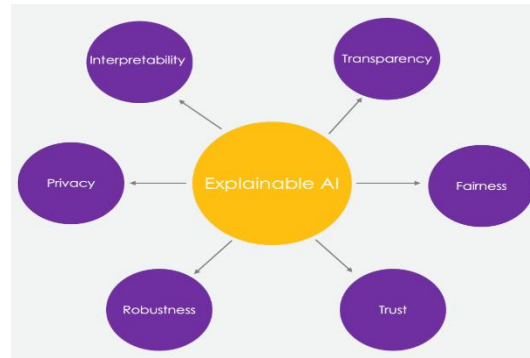 Interpretability
Transparency
Privacy
Explainable AI
Fairness
Robustness
Trust